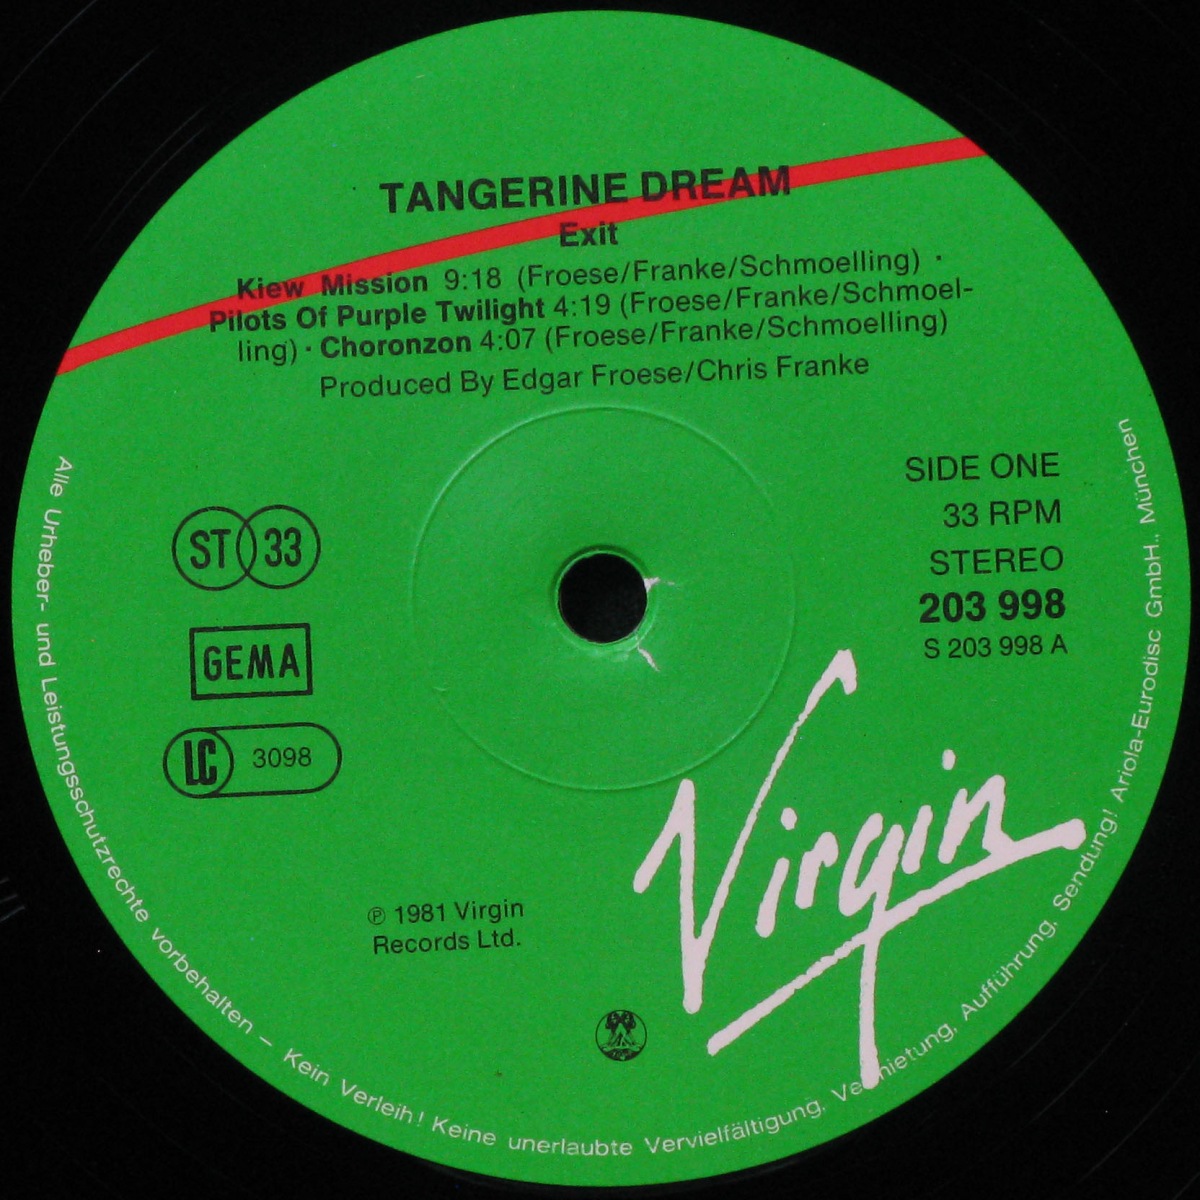 TANGERINE DREAM
Exit
Kiew Mission 9:18 (Froese/Franke/Schmoelling) ·
Pilots Of Purple Twilight 4:19 (Froese/Franke/Schmoel-
ling) · Choronzon 4:07 (Froese/Franke/Schmoelling)
Produced By Edgar Froese/Chris Franke
SIDE ONE
33 RPM
STEREO
203 998
S 203 998 A
ST 33
GEMA
LC 3098
Virgin
℗ 1981 Virgin
Records Ltd.
Alle Urheber- und Leistungsschutzrechte vorbehalten – Kein Verleih! Keine unerlaubte Vervielfältigung, Vermietung, Aufführung, Sendung! Ariola-Eurodisc GmbH., München